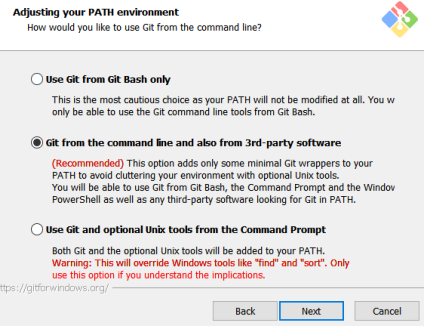 Adjusting your PATH environment
How would you like to use Git from the command line?
Use Git from Git Bash only
This is the most cautious choice as your PATH will not be modified at all. You w
only be able to use the Git command line tools from Git Bash.
Git from the command line and also from 3rd-party software
(Recommended) This option adds only some minimal Git wrappers to your
PATH to avoid cluttering your environment with optional Unix tools.
You will be able to use Git from Git Bash, the Command Prompt and the Window
PowerShell as well as any third-party software looking for Git in PATH.
Use Git and optional Unix tools from the Command Prompt
Both Git and the optional Unix tools will be added to your PATH.
Warning: This will override Windows tools like "find" and "sort". Only
use this option if you understand the implications.
ttps://gitforwindows.org/
Back
Next
Cancel